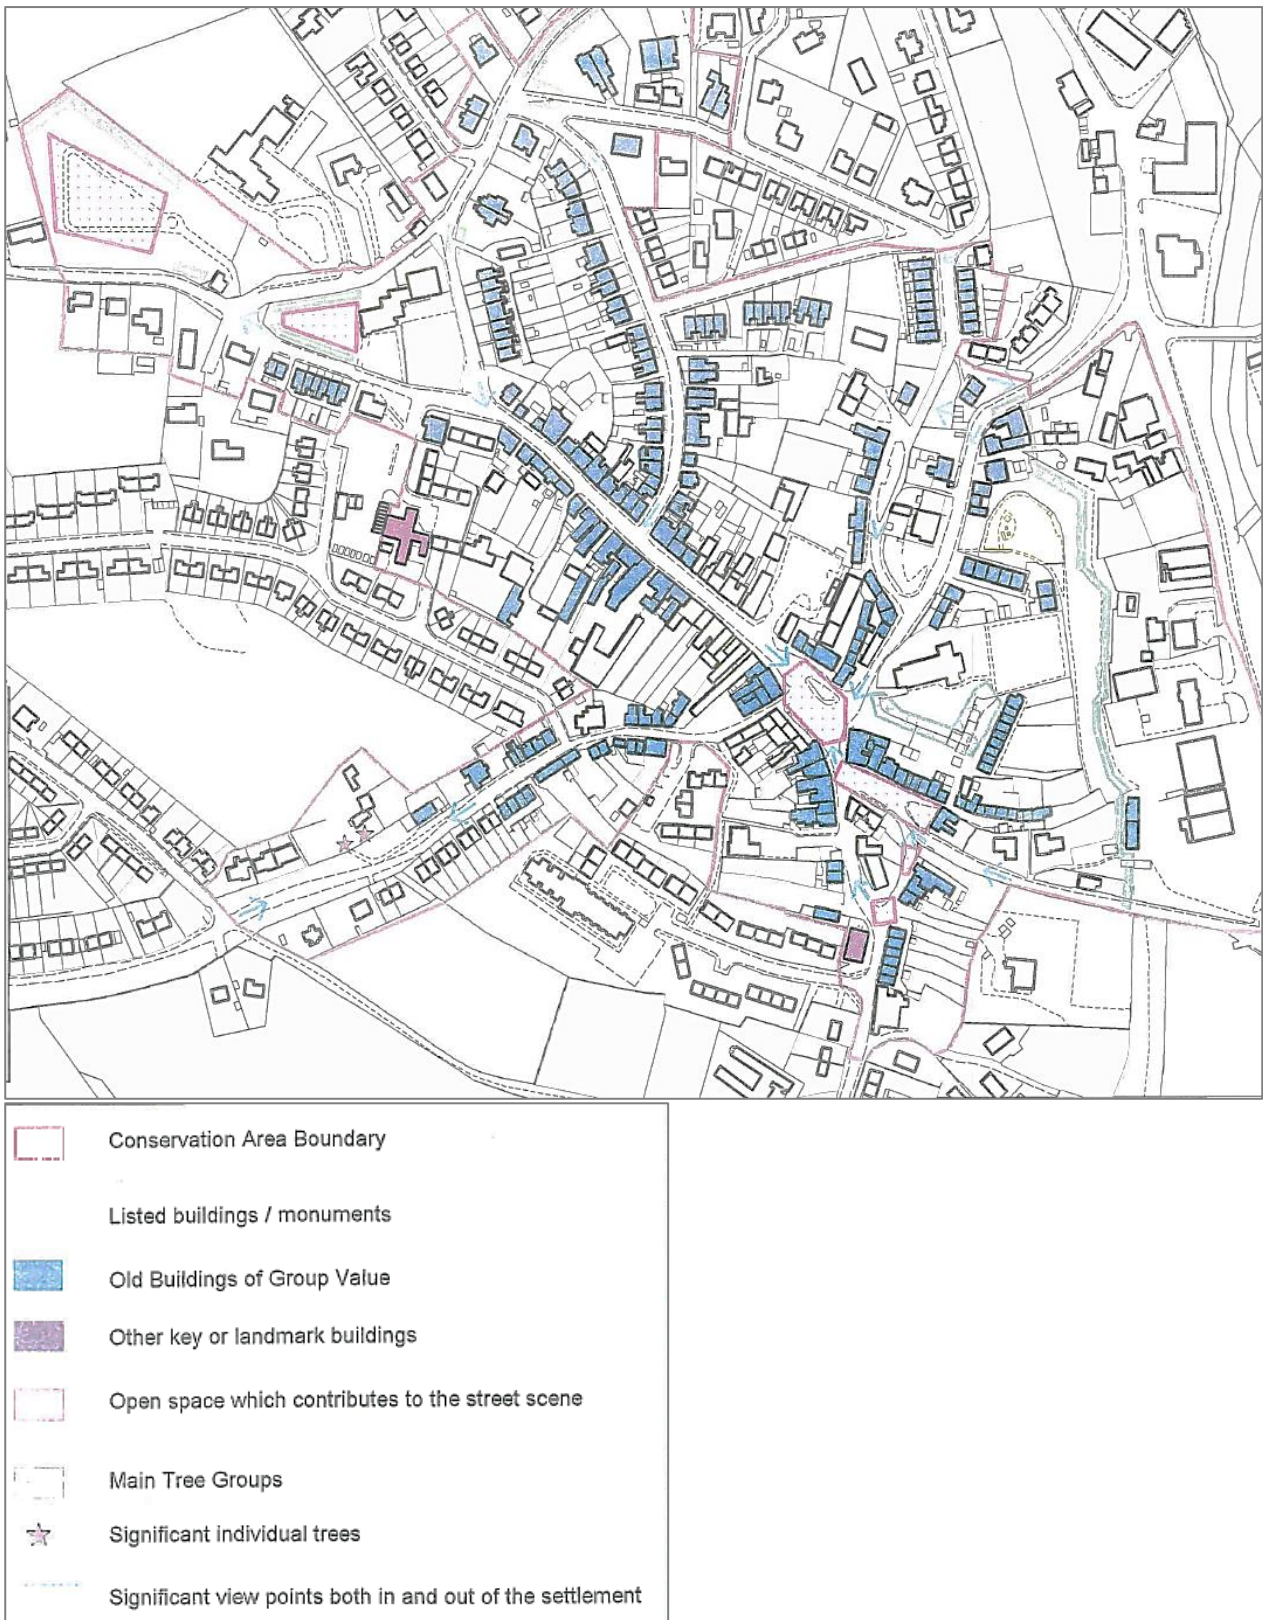 Conservation Area Boundary
Listed buildings / monuments
Old Buildings of Group Value
Other key or landmark buildings
Open space which contributes to the street scene
Main Tree Groups
Significant individual trees
Significant view points both in and out of the settlement